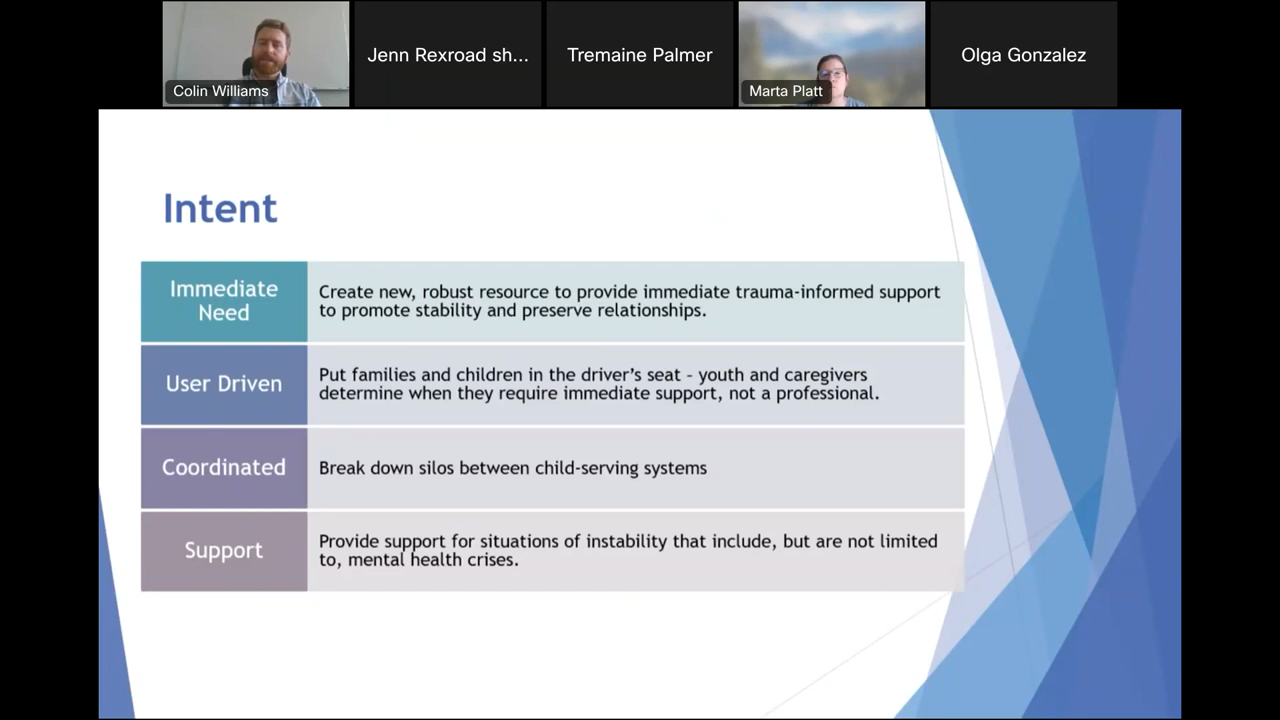 Colin Williams
Jenn Rexroad sh...
Tremaine Palmer
Marta Platt
Olga Gonzalez
Intent
Immediate
Need
Create new, robust resource to provide immediate trauma-informed support
to promote stability and preserve relationships.
User Driven
Put families and children in the driver’s seat – youth and caregivers
determine when they require immediate support, not a professional.
Coordinated
Break down silos between child-serving systems
Support
Provide support for situations of instability that include, but are not limited
to, mental health crises.